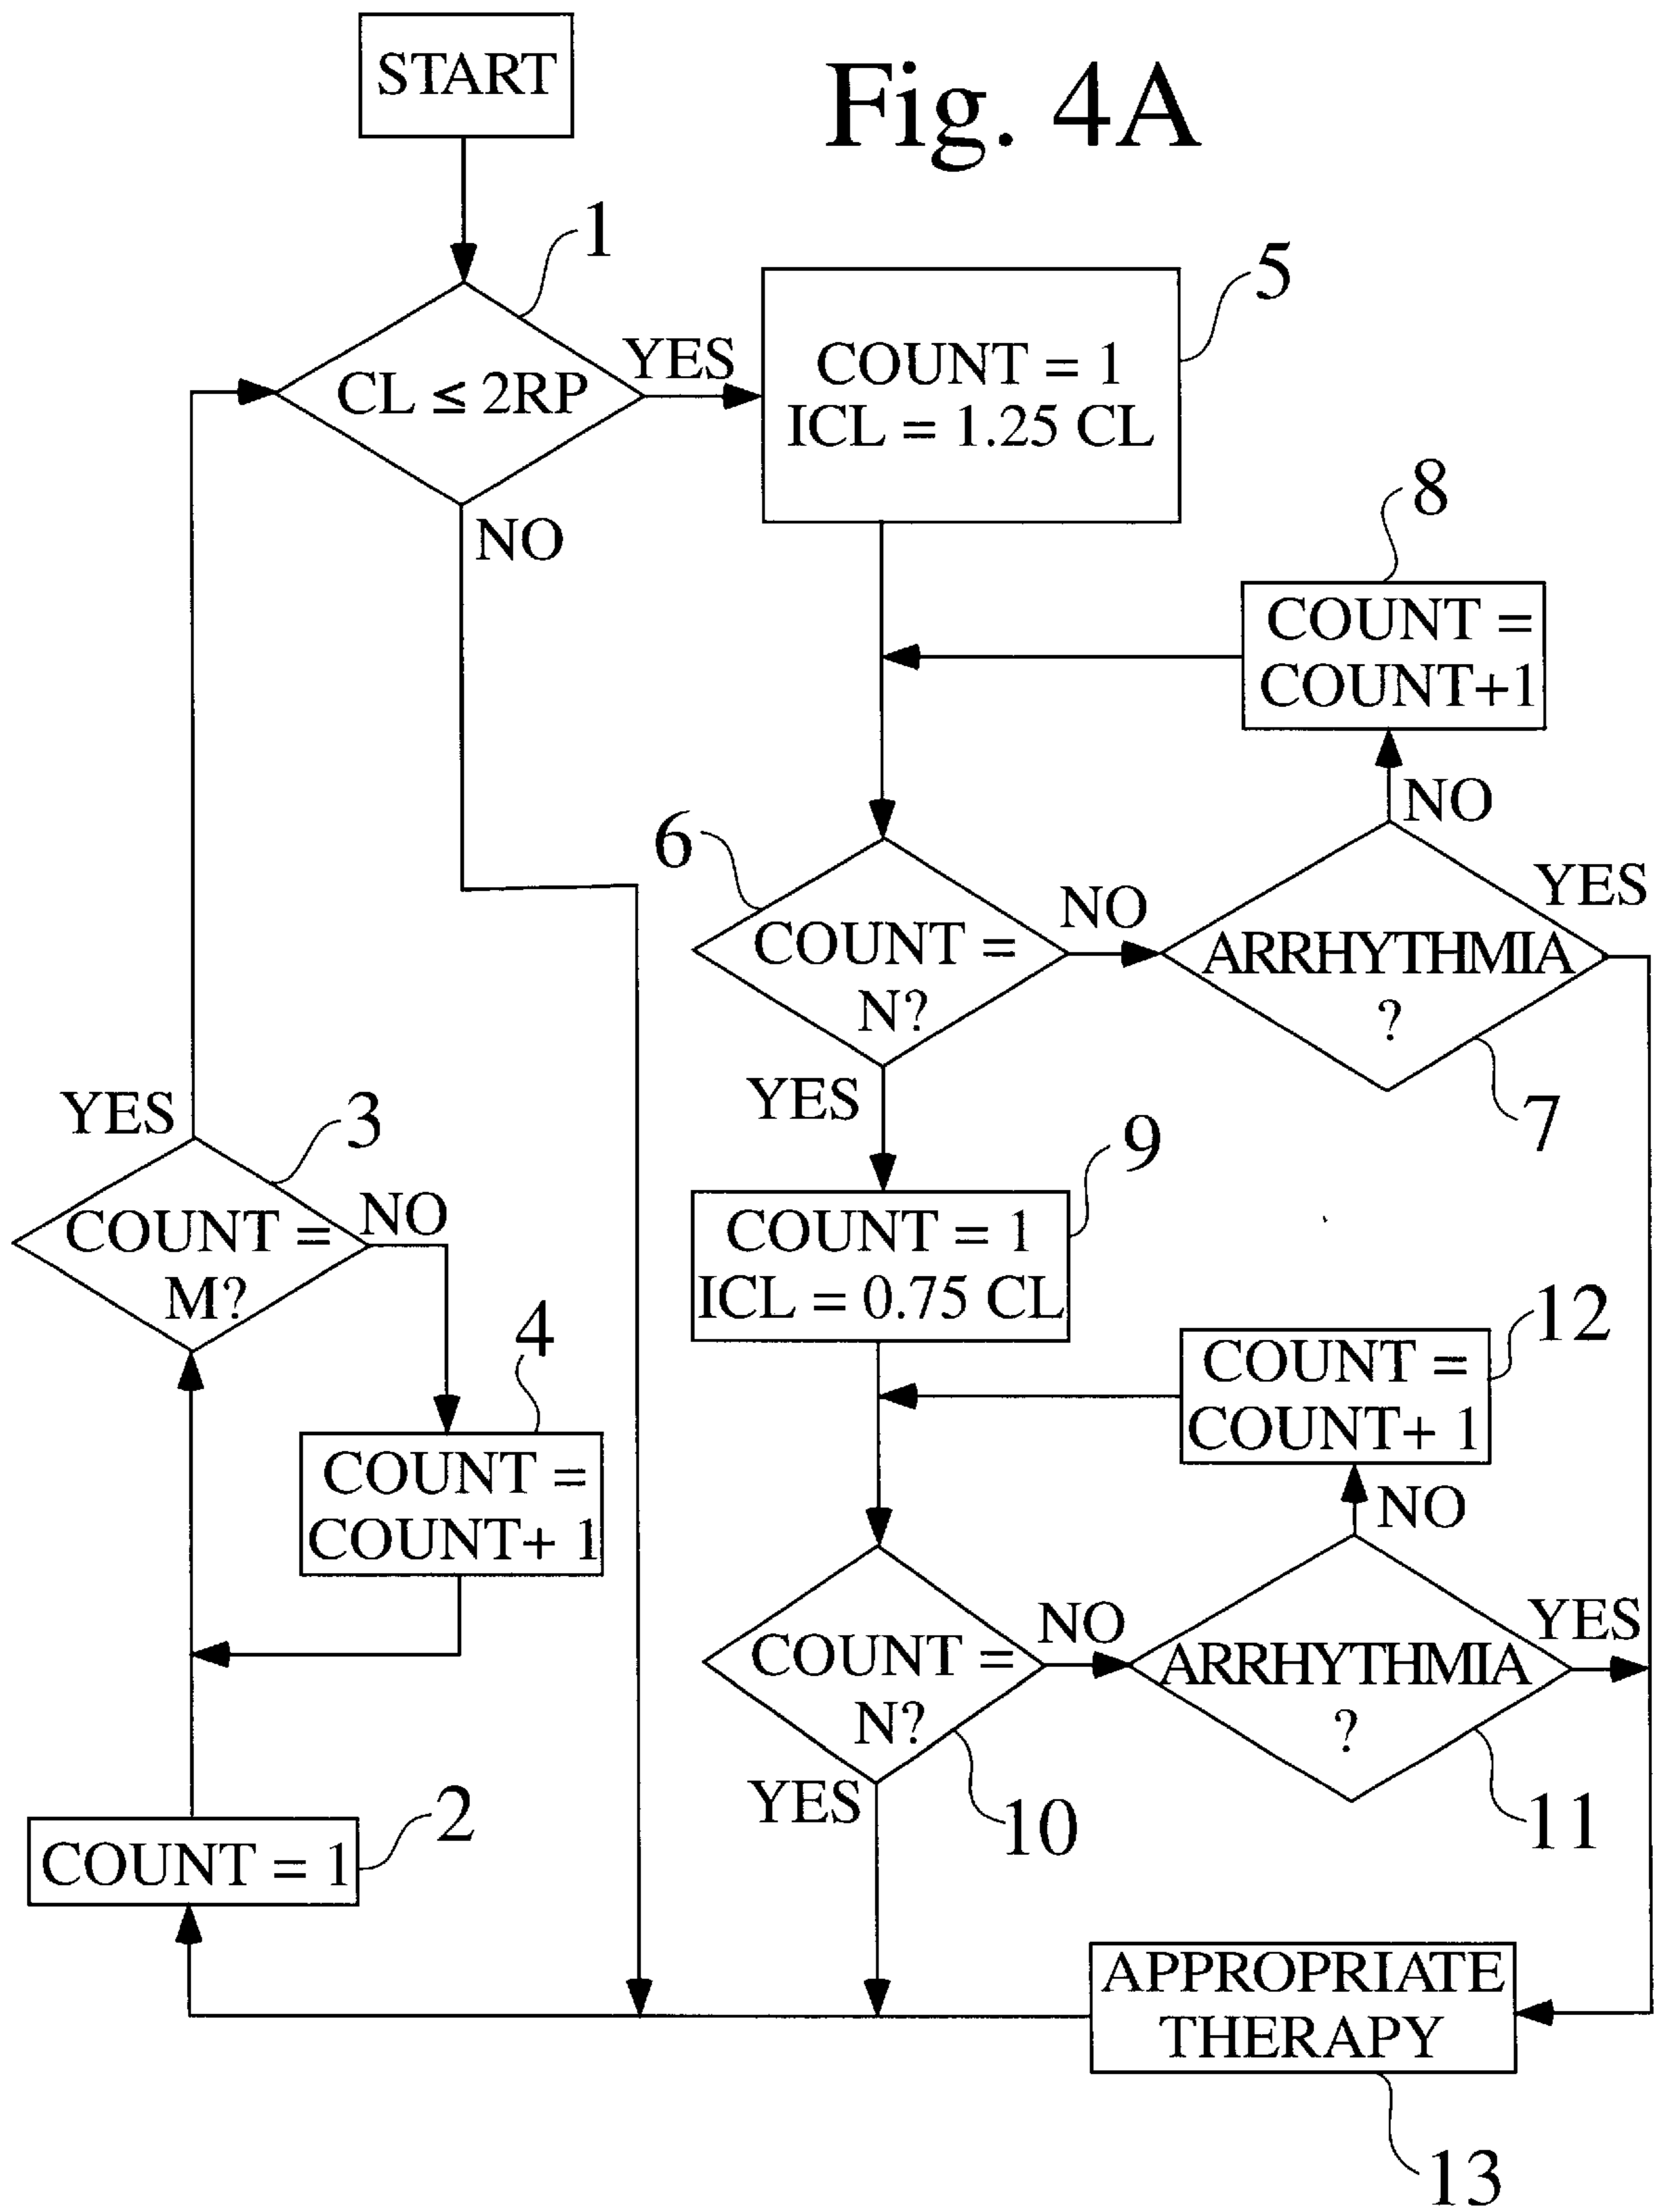 START
Fig. 4A
1
CL ≤ 2RP
YES
NO
5
COUNT = 1
ICL = 1.25 CL
8
COUNT =
COUNT+1
NO
6
COUNT =
N?
NO
YES
ARRHYTHMIA
?
YES
7
YES
3
COUNT =
M?
NO
4
COUNT =
COUNT+ 1
9
COUNT = 1
ICL = 0.75 CL
12
COUNT =
COUNT+ 1
NO
COUNT =
N?
NO
YES
10
ARRHYTHMIA
?
YES
11
2
COUNT = 1
APPROPRIATE
THERAPY
13